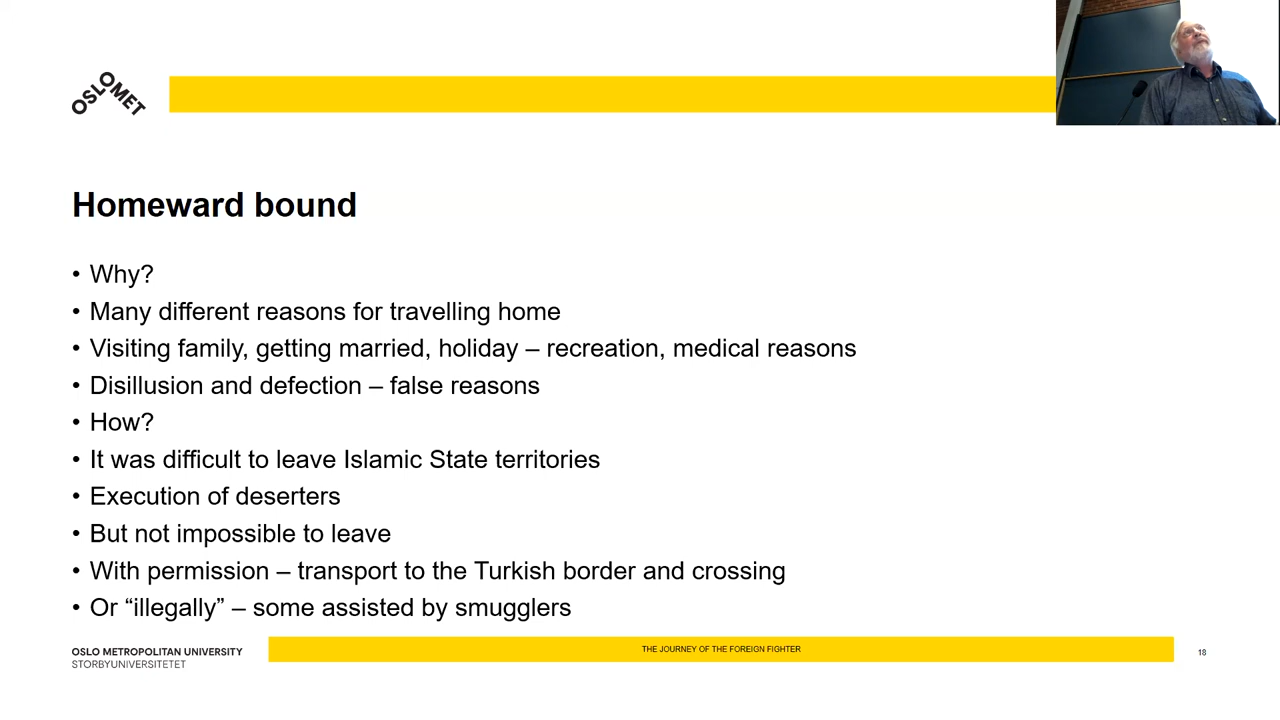 OSLOMET
Homeward bound
• Why?
• Many different reasons for travelling home
• Visiting family, getting married, holiday – recreation, medical reasons
• Disillusion and defection – false reasons
• How?
• It was difficult to leave Islamic State territories
• Execution of deserters
• But not impossible to leave
• With permission – transport to the Turkish border and crossing
• Or “illegally” – some assisted by smugglers
OSLO METROPOLITAN UNIVERSITY
STORBYUNIVERSITETET
THE JOURNEY OF THE FOREIGN FIGHTER
18